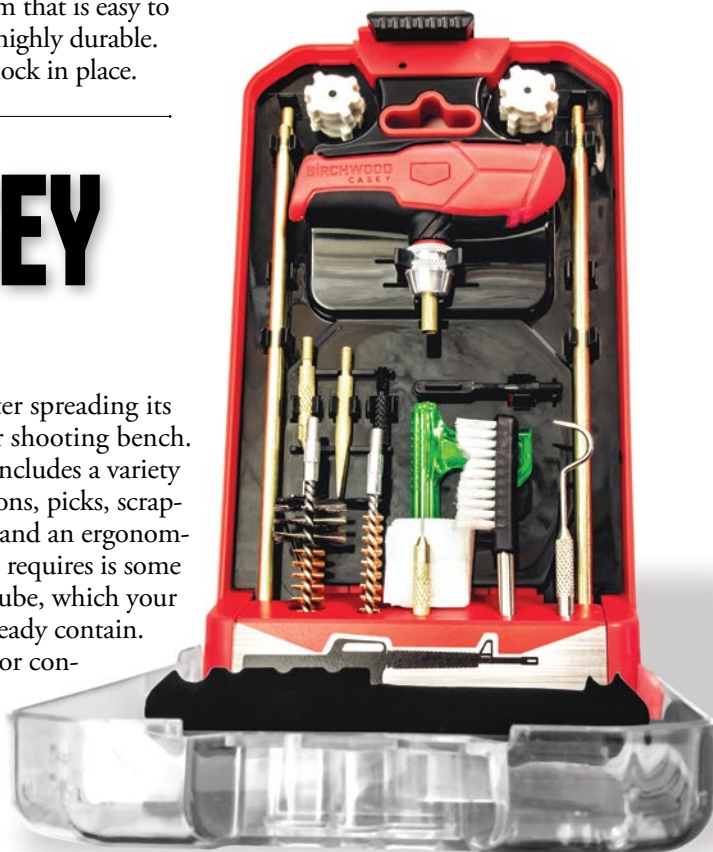 m that is easy to
highly durable.
lock in place.
EY
ter spreading its
r shooting bench.
ncludes a variety
ons, picks, scrap-
and an ergonom-
requires is some
ube, which your
eady contain.
or con-
BIRCHWOOD
CASEY